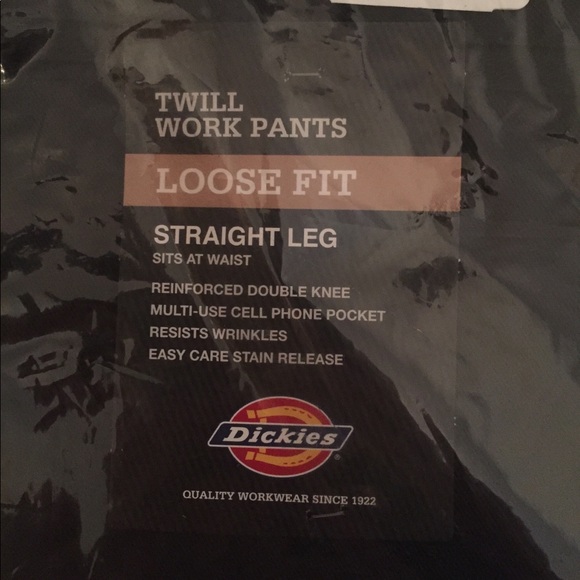 TWILL
WORK PANTS
LOOSE FIT
STRAIGHT LEG
SITS AT WAIST
REINFORCED DOUBLE KNEE
MULTI-USE CELL PHONE POCKET
RESISTS WRINKLES
EASY CARE STAIN RELEASE
Dickies®
QUALITY WORKWEAR SINCE 1922